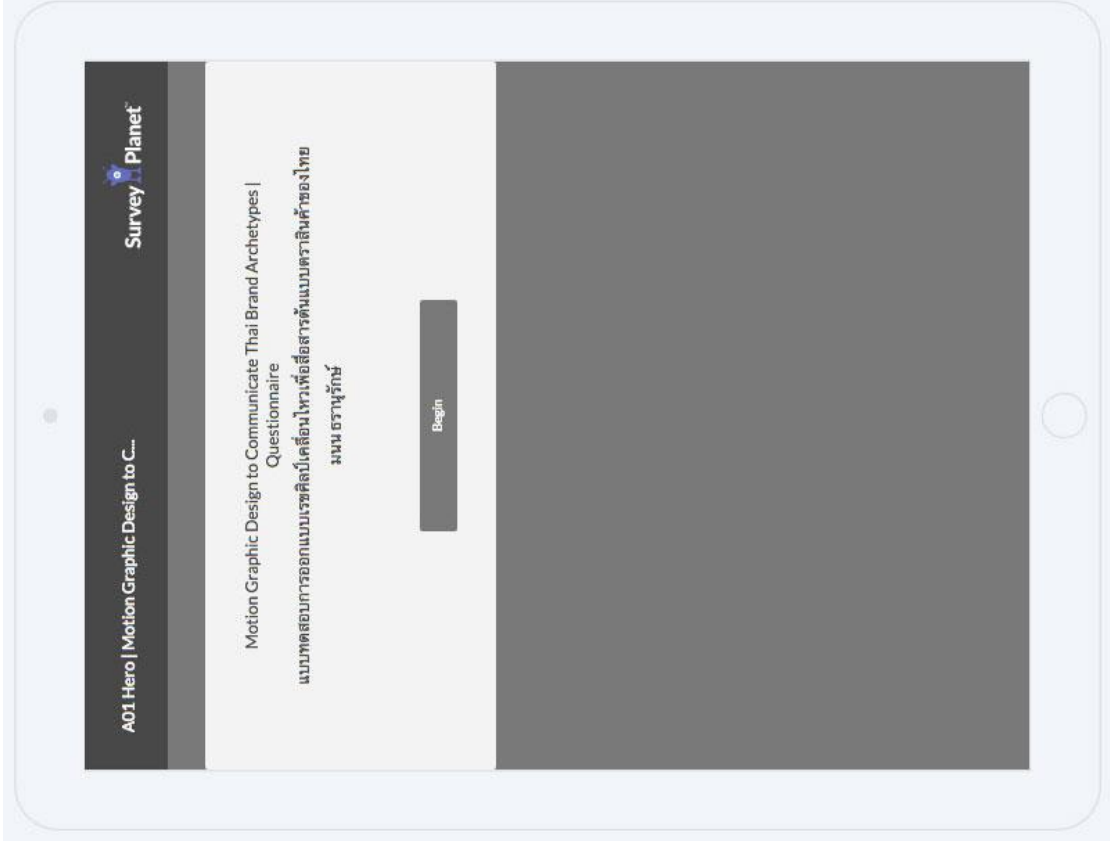 A01 Hero | Motion Graphic Design to C...
Survey Planet™
Motion Graphic Design to Communicate Thai Brand Archetypes |
Questionnaire
แบบทดสอบการออกแบบเรขศิลป์เคลื่อนไหวเพื่อสื่อสารต้นแบบตราสินค้าของไทย
มนน ธรานุรักษ์
Begin